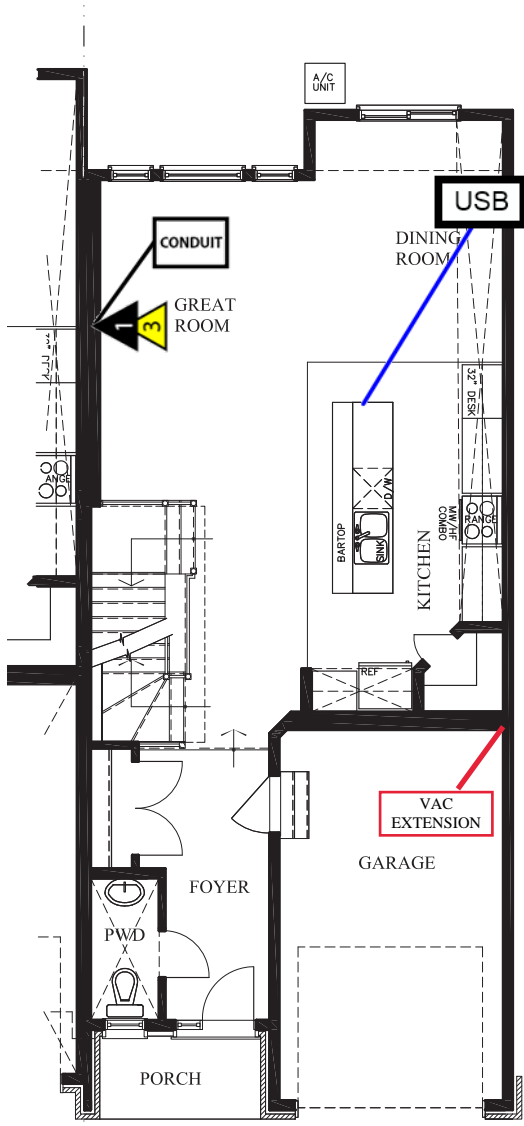 A/C
UNIT
USB
DINING
ROOM
CONDUIT
GREAT
ROOM
1
3
32" DESK
D/W
SINK
BARTOP
MW/HF
COMBO
RANGE
KITCHEN
REF
VAC
EXTENSION
GARAGE
FOYER
PWD
PORCH